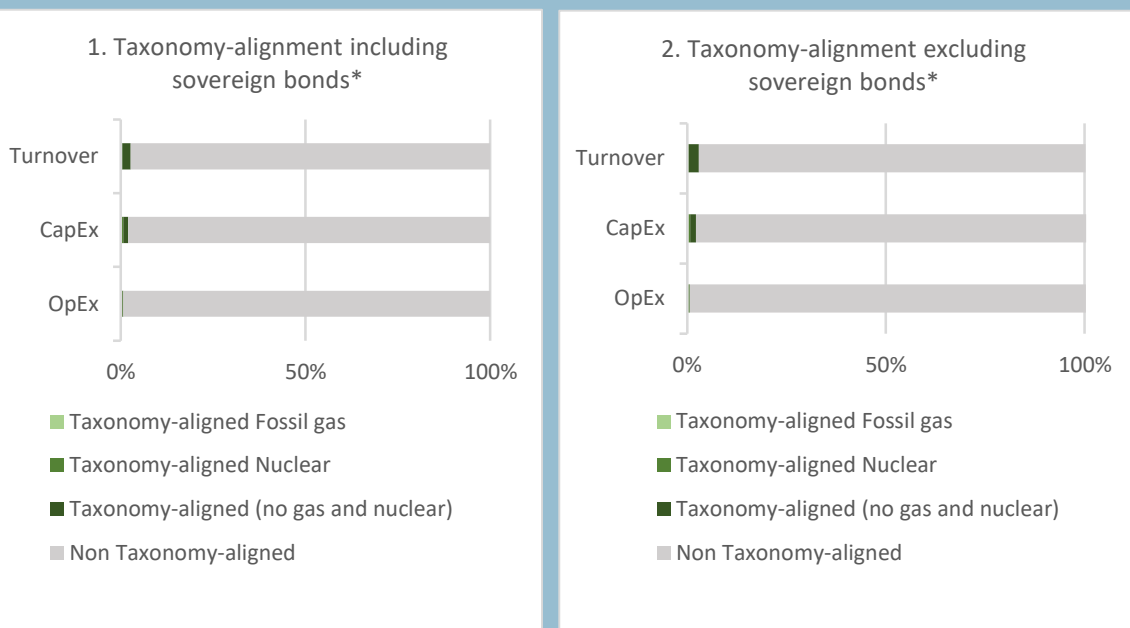 1. Taxonomy-alignment including
sovereign bonds*
Turnover
CapEx
OpEx
0%
50%
100%
Taxonomy-aligned Fossil gas
Taxonomy-aligned Nuclear
Taxonomy-aligned (no gas and nuclear)
Non Taxonomy-aligned
2. Taxonomy-alignment excluding
sovereign bonds*
Turnover
CapEx
OpEx
0%
50%
100%
Taxonomy-aligned Fossil gas
Taxonomy-aligned Nuclear
Taxonomy-aligned (no gas and nuclear)
Non Taxonomy-aligned